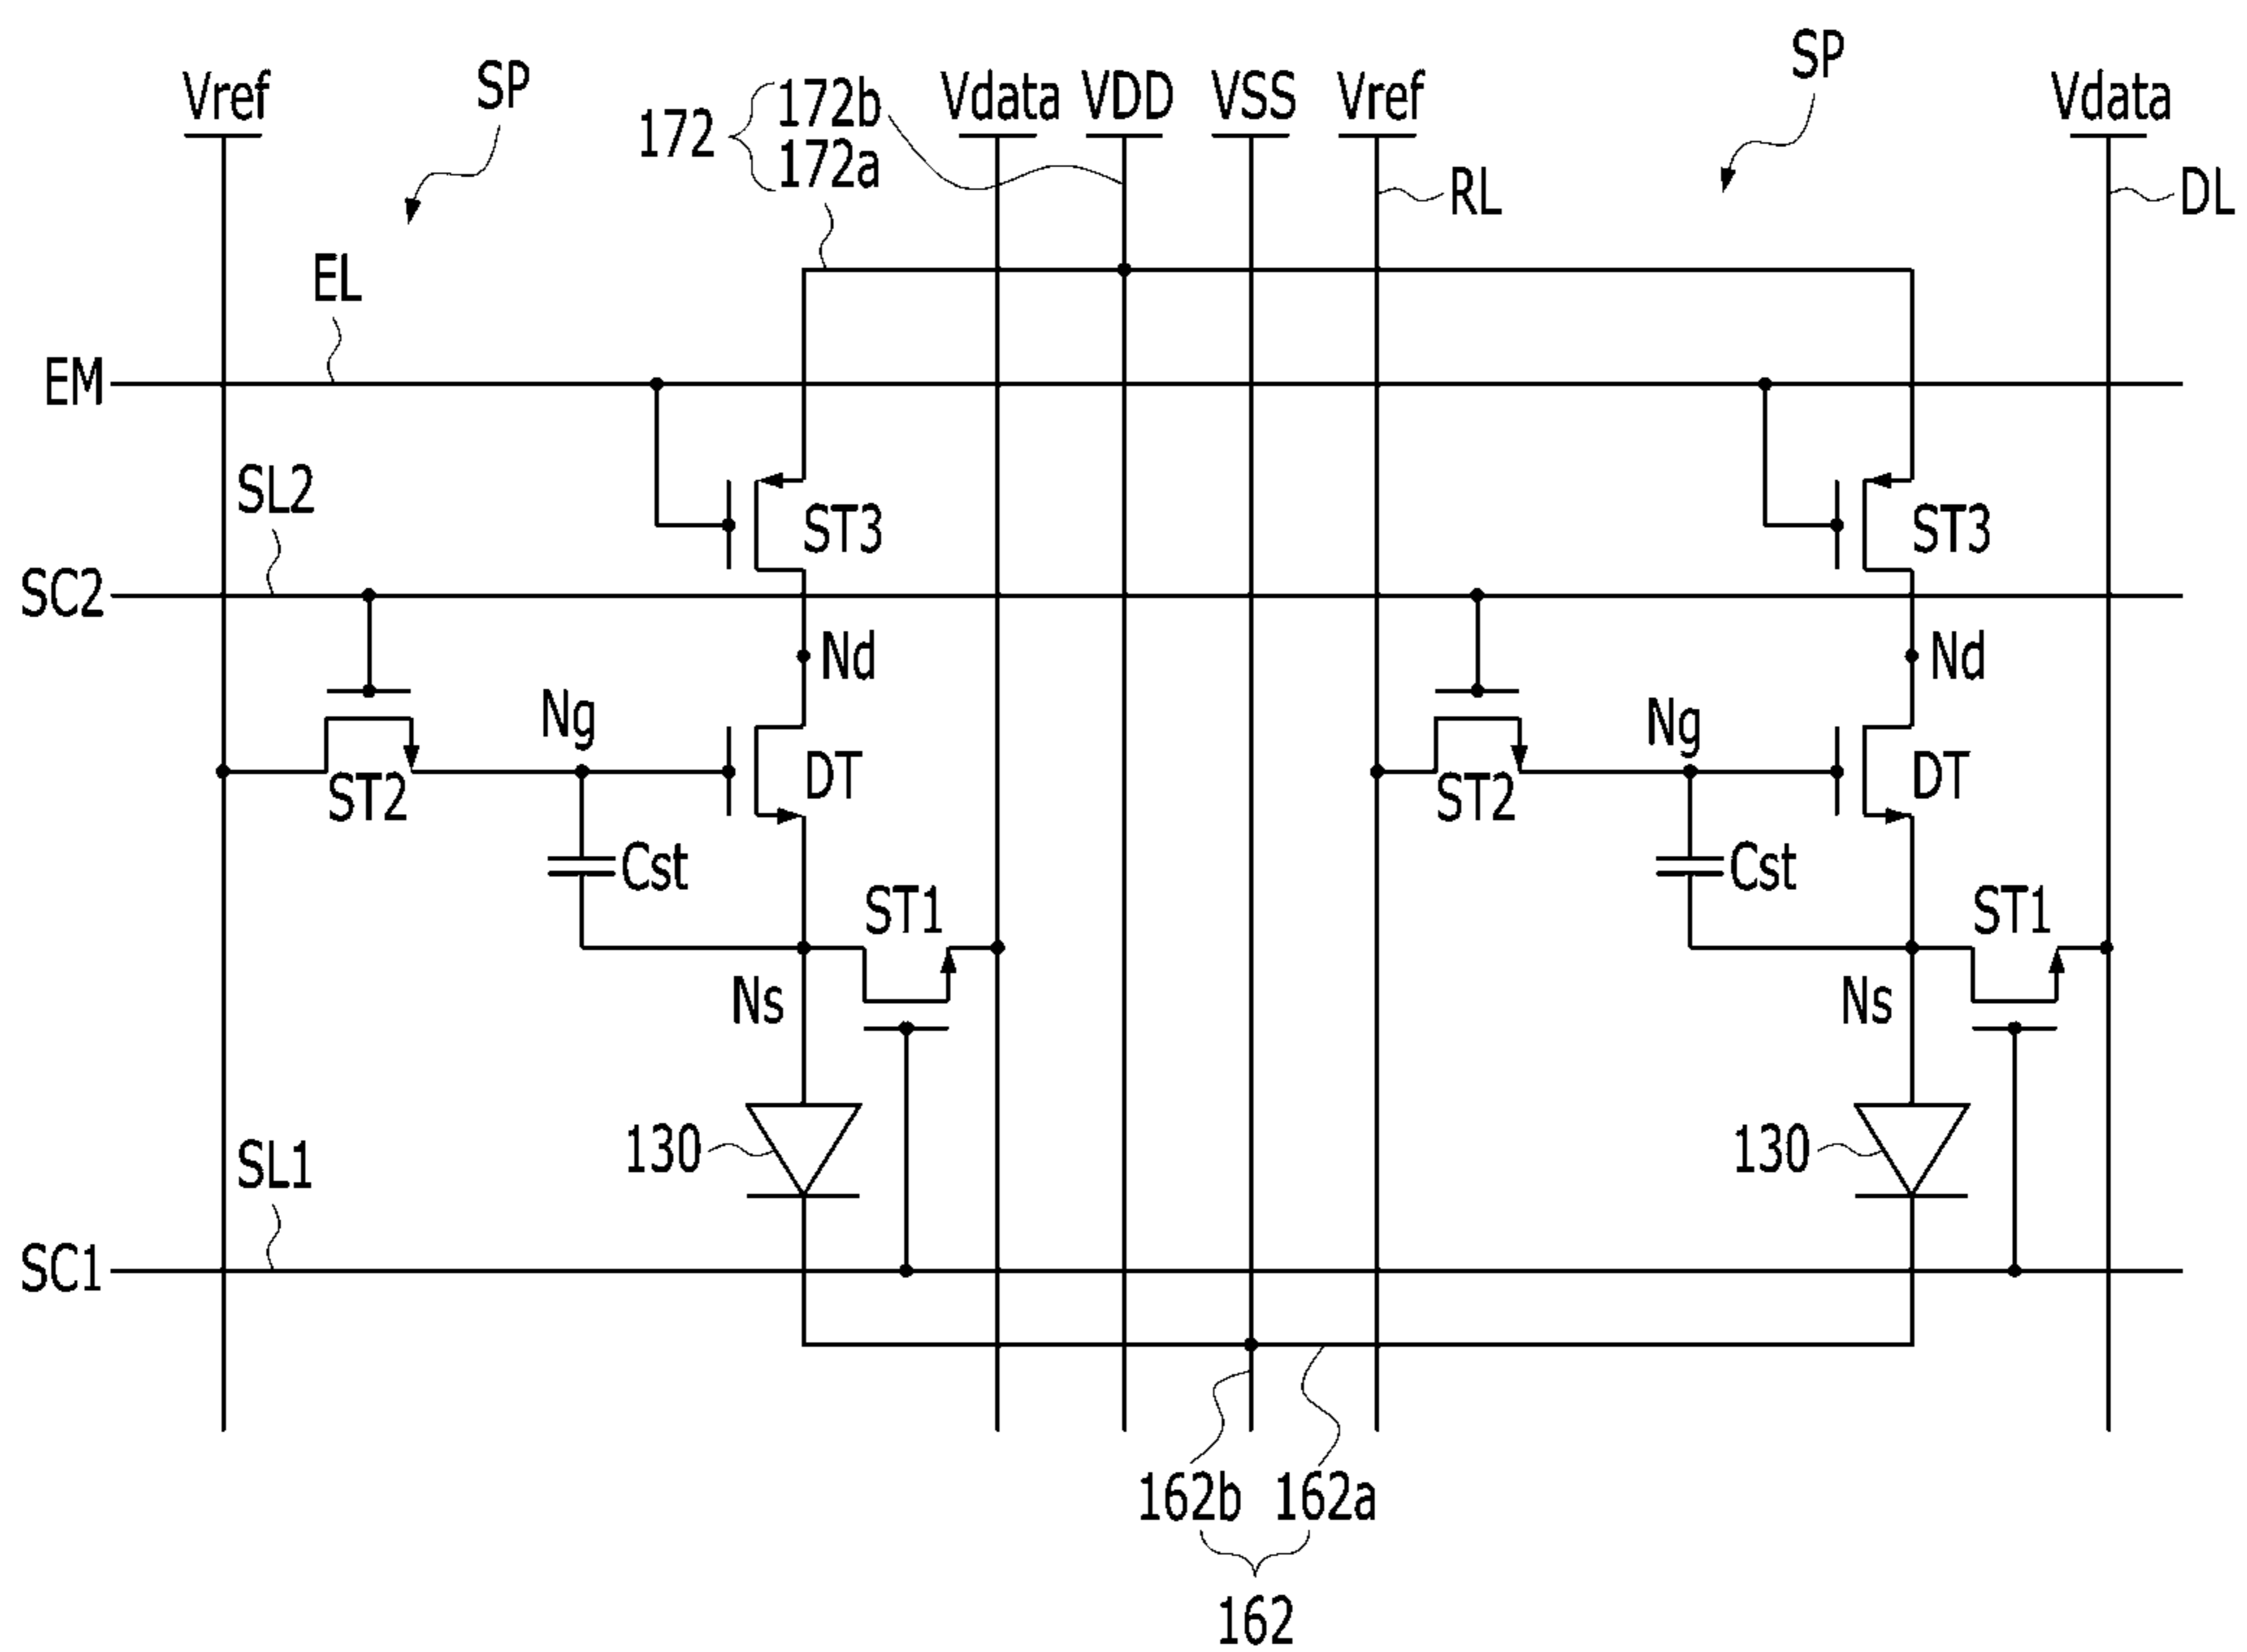 SP
SP
Vref
172
172b
172a
Vdata
VDD
VSS
Vref
Vdata
RL
DL
EL
EM
SL2
ST3
ST3
SC2
Nd
Nd
Ng
Ng
DT
DT
ST2
ST2
Cst
Cst
ST1
ST1
Ns
Ns
130
130
SL1
SC1
162b
162a
162